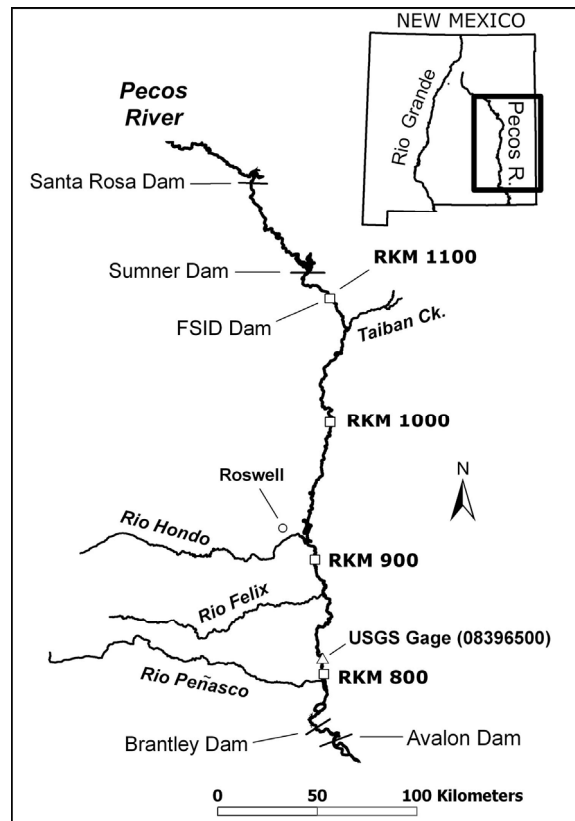 NEW MEXICO
Rio Grande
Pecos R.
Pecos
River
Santa Rosa Dam
Sumner Dam
RKM 1100
FSID Dam
Taiban Ck.
RKM 1000
N
Roswell
Rio Hondo
RKM 900
Rio Felix
USGS Gage (08396500)
RKM 800
Rio Peñasco
Brantley Dam
Avalon Dam
0 50 100 Kilometers